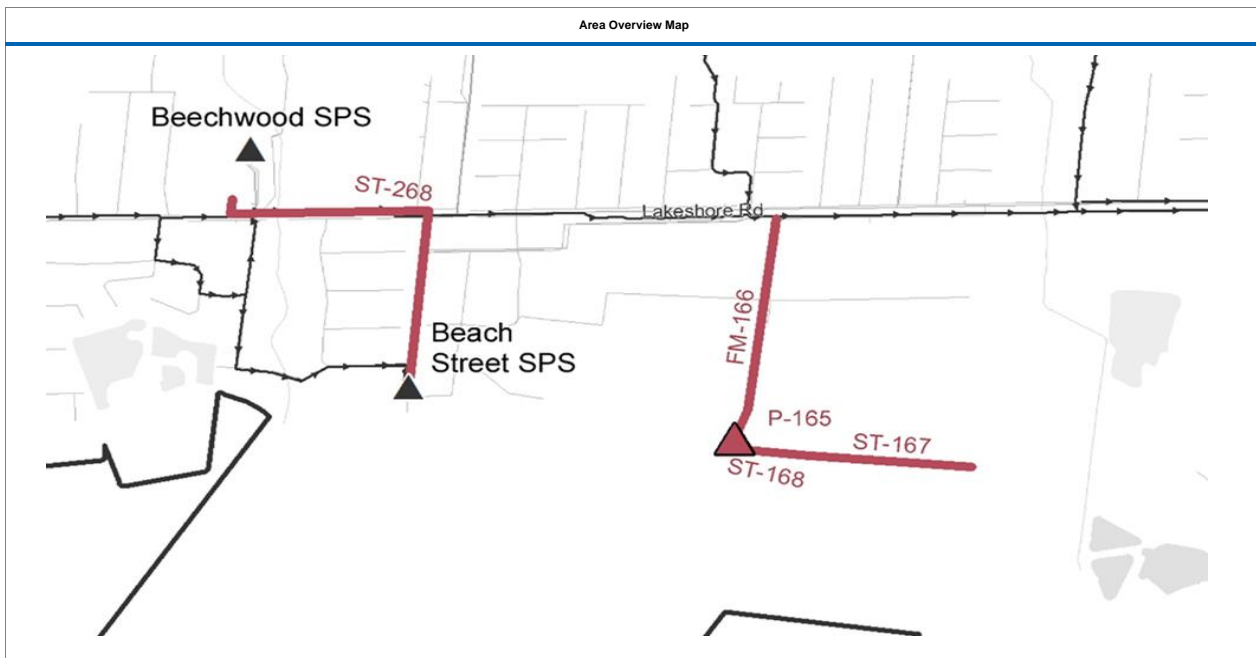 Area Overview Map
Beechwood SPS
ST-268
Lakeshore Rd
FM-166
Beach
Street SPS
P-165
ST-167
ST-168